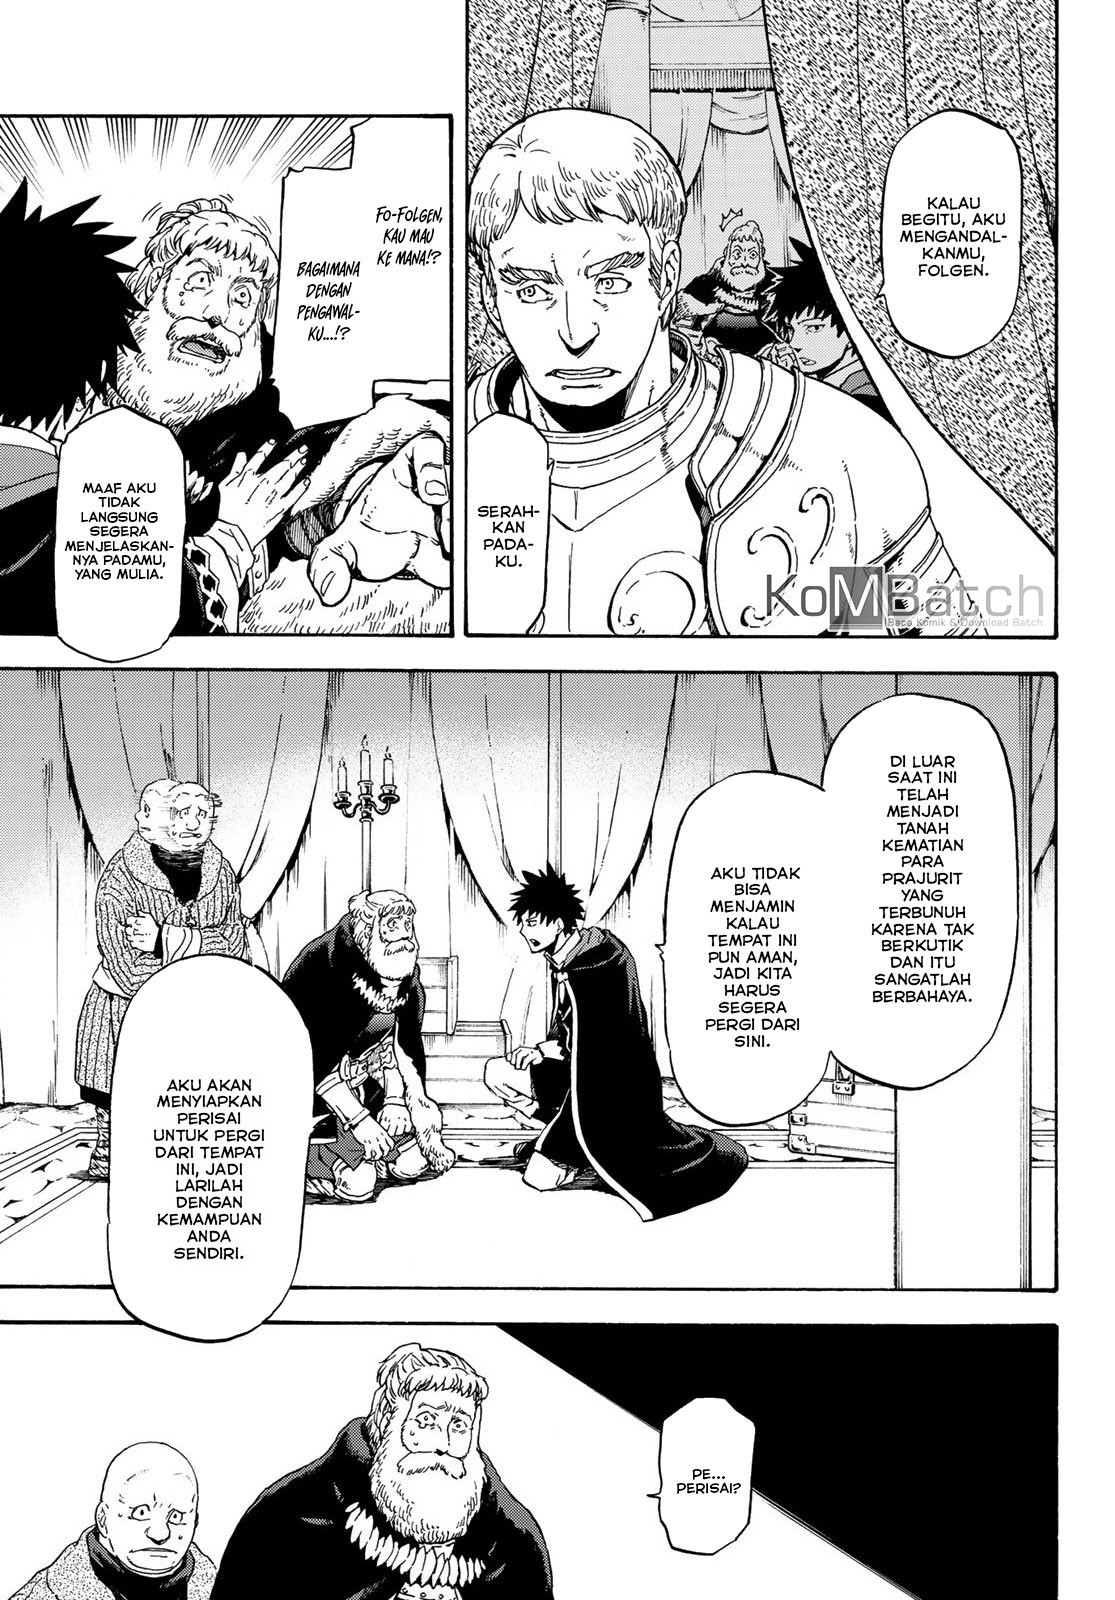 KALAU
BEGITU, AKU
MENGANDAL-
KANMU,
FOLGEN.
SERAH-
KAN
PADA-
KU.
FO-FOLGEN,
KAU MAU
KE MANA!?
BAGAIMANA
DENGAN
PENGAWAL-
KU....!?
MAAF AKU
TIDAK
LANGSUNG
SEGERA
MENJELASKAN-
NYA PADAMU,
YANG MULIA.
KoMBatch
Baca Komik & Download Batch
DI LUAR
SAAT INI
TELAH
MENJADI
TANAH
KEMATIAN
PARA
PRAJURIT
YANG
TERBUNUH
KARENA TAK
BERKUTIK
DAN ITU
SANGATLAH
BERBAHAYA.
AKU TIDAK
BISA
MENJAMIN
KALAU
TEMPAT INI
PUN AMAN,
JADI KITA
HARUS
SEGERA
PERGI DARI
SINI.
AKU AKAN
MENYIAPKAN
PERISAI
UNTUK PERGI
DARI TEMPAT
INI, JADI
LARILAH
DENGAN
KEMAMPUAN
ANDA
SENDIRI.
PE...
PERISAI?